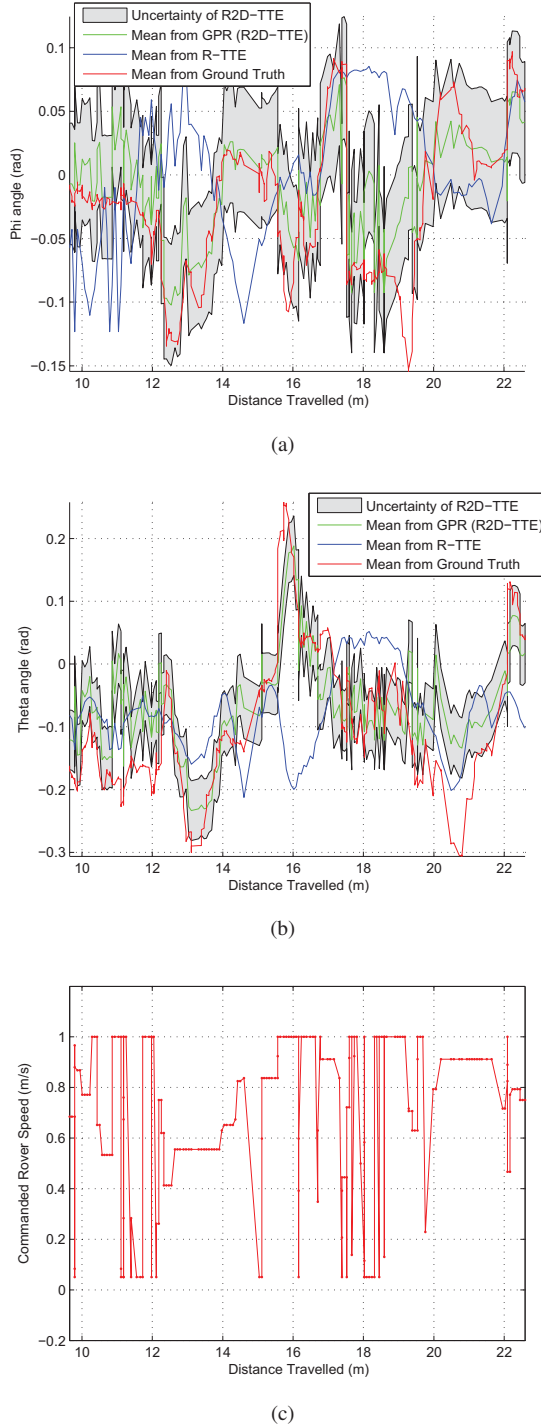 Uncertainty of R2D−TTE
Mean from GPR (R2D−TTE)
Mean from R−TTE
Mean from Ground Truth
0.1
0.05
0
−0.05
−0.1
−0.15
Phi angle (rad)
10 12 14 16 18 20 22
Distance Travelled (m)
(a)
Uncertainty of R2D−TTE
Mean from GPR (R2D−TTE)
Mean from R−TTE
Mean from Ground Truth
0.2
0.1
0
−0.1
−0.2
−0.3
Theta angle (rad)
10 12 14 16 18 20 22
Distance Travelled (m)
(b)
1
0.8
0.6
0.4
0.2
0
−0.2
Commanded Rover Speed (m/s)
10 12 14 16 18 20 22
Distance Travelled (m)
(c)